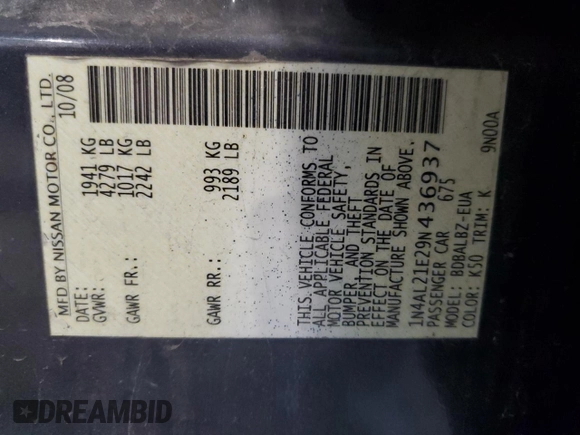 MFD BY NISSAN MOTOR CO., LTD.
DATE: 10/08
GVWR: 1941 KG
4279 LB
GAWR FR.: 1017 KG
2242 LB
GAWR RR.: 993 KG
2189 LB
THIS VEHICLE CONFORMS TO
ALL APPLICABLE FEDERAL
MOTOR VEHICLE SAFETY,
BUMPER AND THEFT
PREVENTION STANDARDS IN
EFFECT ON THE DATE OF
MANUFACTURE SHOWN ABOVE.
1N4AL21E29N436937
PASSENGER CAR 675
MODEL: BDBALBZ-EUA
COLOR: K50 TRIM: K 9N00A
DREAMBID